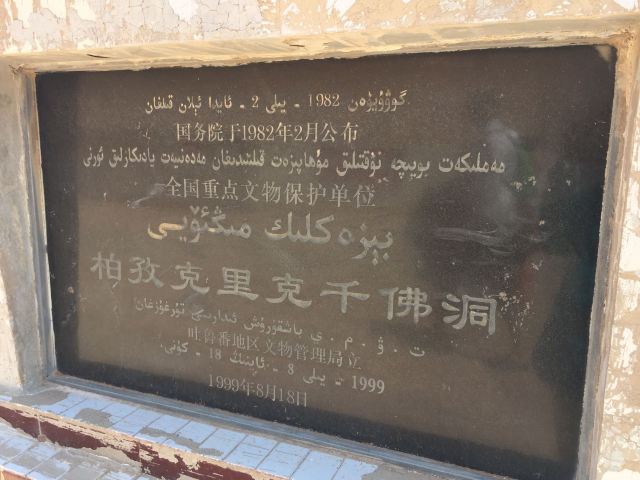 گوۋۇيۈەن 1982 - يىلى 2 - ئايدا ئېلان قىلغان
国务院于1982年2月公布
مەملىكەت بويىچە نۇقتىلىق مۇھاپىزەت قىلىنىدىغان مەدەنىيەت يادىكارلىق ئورنى
全国重点文物保护单位
بېزەكلىك مىڭئۆيى
柏孜克里克千佛洞
ت . ۋ . م . ي باشقۇرۇش ئىدارىسى تۇرغۇزغان
吐鲁番地区文物管理局立
1999 - يىلى 8 - ئاينىڭ 18 - كۈنى
1999年8月18日